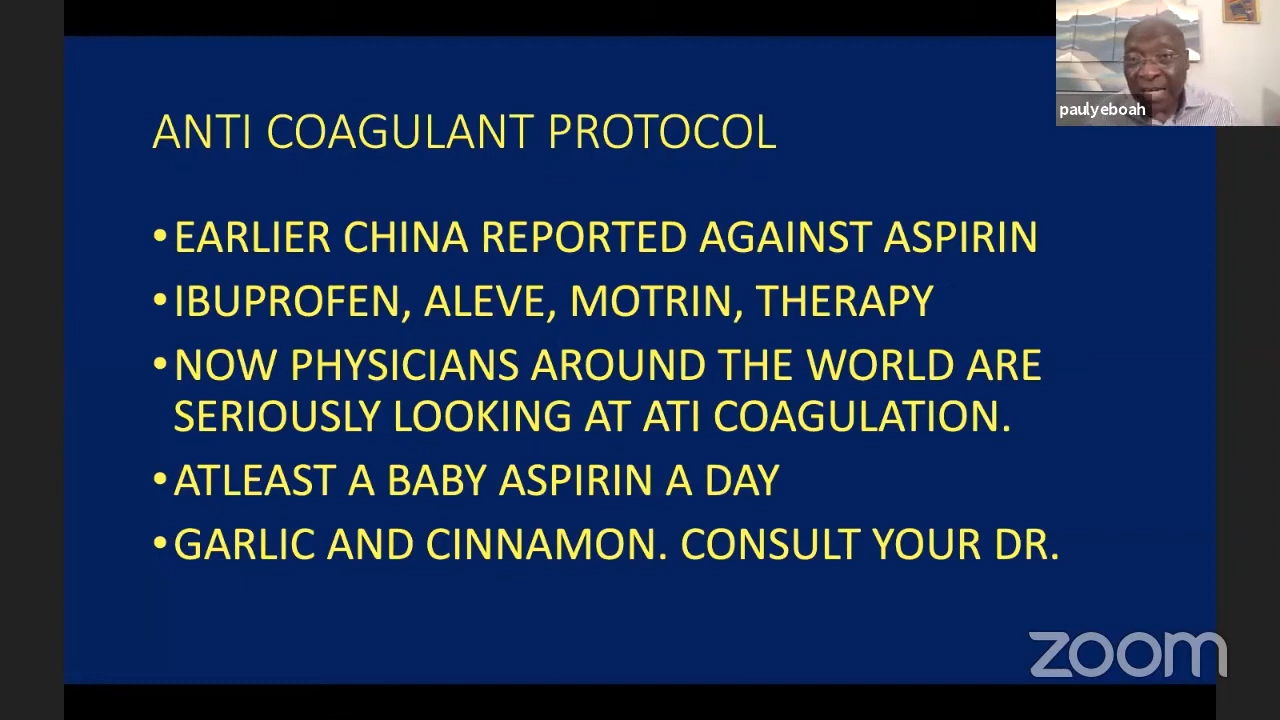 paulyeboah
ANTI COAGULANT PROTOCOL
•EARLIER CHINA REPORTED AGAINST ASPIRIN
•IBUPROFEN, ALEVE, MOTRIN, THERAPY
•NOW PHYSICIANS AROUND THE WORLD ARE
SERIOUSLY LOOKING AT ATI COAGULATION.
•ATLEAST A BABY ASPIRIN A DAY
•GARLIC AND CINNAMON. CONSULT YOUR DR.
zoom